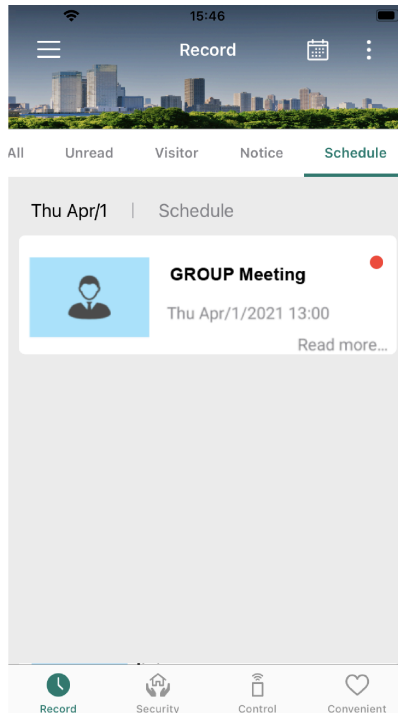 15:46
Record
All Unread Visitor Notice Schedule
Thu Apr/1 | Schedule
GROUP Meeting
Thu Apr/1/2021 13:00
Read more...
Record Security Control Convenient